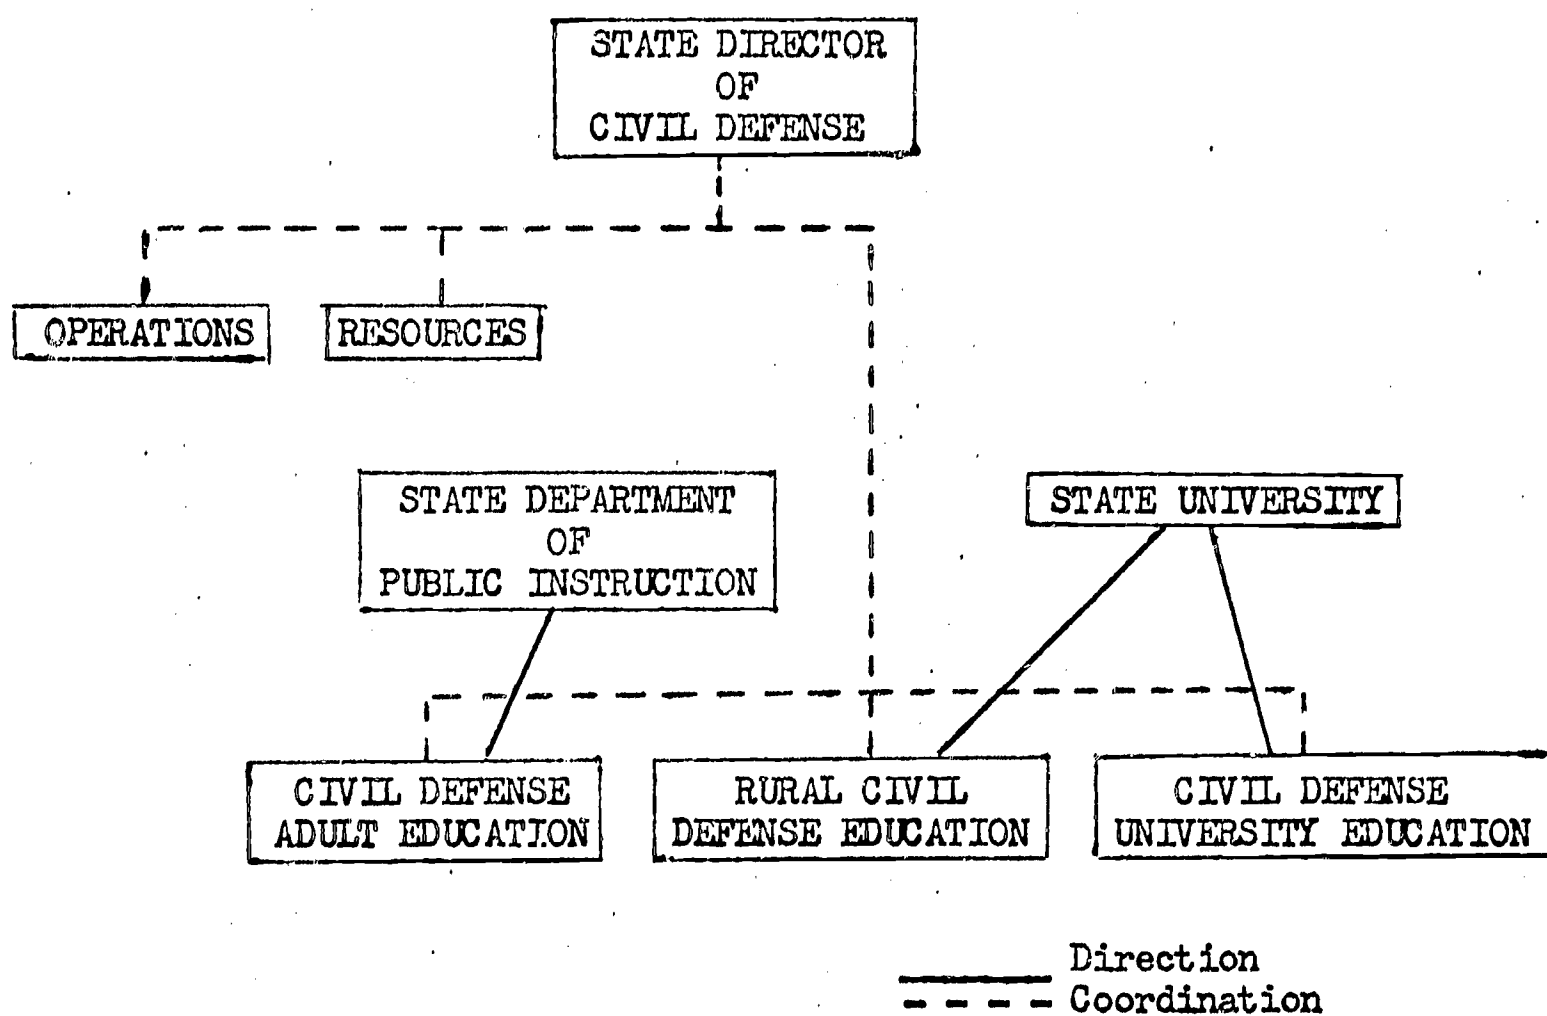 STATE DIRECTOR
OF
CIVIL DEFENSE
OPERATIONS
RESOURCES
STATE DEPARTMENT
OF
PUBLIC INSTRUCTION
STATE UNIVERSITY
CIVIL DEFENSE
ADULT EDUCATION
RURAL CIVIL
DEFENSE EDUCATION
CIVIL DEFENSE
UNIVERSITY EDUCATION
Direction
Coordination